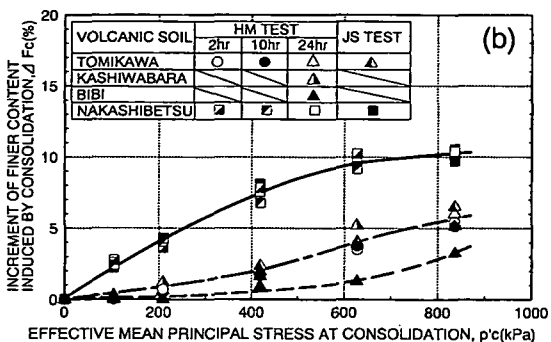 (b)
VOLCANIC SOIL HM TEST JS TEST
2hr 10hr 24hr
TOMIKAWA
KASHIWABARA
BIBI
NAKASHIBETSU
INCREMENT OF FINER CONTENT
INDUCED BY CONSOLIDATION,⊿ Fc(%)
20
15
10
5
0
0 200 400 600 800 1000
EFFECTIVE MEAN PRINCIPAL STRESS AT CONSOLIDATION, p'c(kPa)